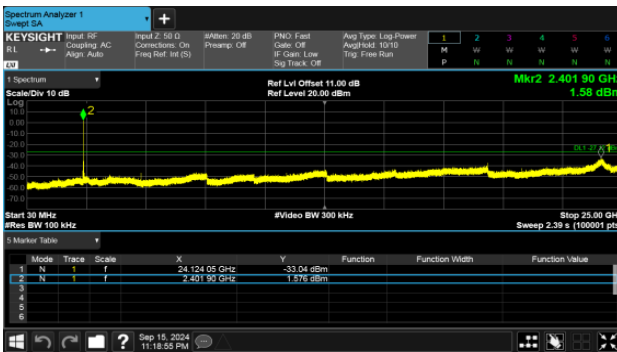 Spectrum Analyzer 1
Swept SA
+
KEYSIGHT Input: RF Input Z: 50 Ω #Atten: 20 dB PNO: Fast Avg Type: Log-Power 1 2 3 4 5 6
RL Coupling: AC Corrections: On Preamp: Off Gate: Off Avg|Hold: 10/10 M W W W W W
Align: Auto Freq Ref: Int (S) IF Gain: Low Trig: Free Run
Sig Track: Off P N N N N N
LXI
1 Spectrum Ref Lvl Offset 11.00 dB Mkr2 2.401 90 GHz
Scale/Div 10 dB Ref Level 20.00 dBm 1.58 dBm
Log
10.0
0.00
-10.0
-20.0
-30.0
-40.0
-50.0
-60.0
-70.0
2
1
Start 30 MHz #Video BW 300 kHz Stop 25.00 GHz
#Res BW 100 kHz Sweep 2.39 s (100001 pts)
5 Marker Table
Mode Trace Scale X Y Function Function Width Function Value
1 N 1 f 24.124 05 GHz -33.04 dBm
2 N 1 f 2.401 90 GHz 1.576 dBm
3
4
5
6
? Sep 15, 2024
11:18:55 PM